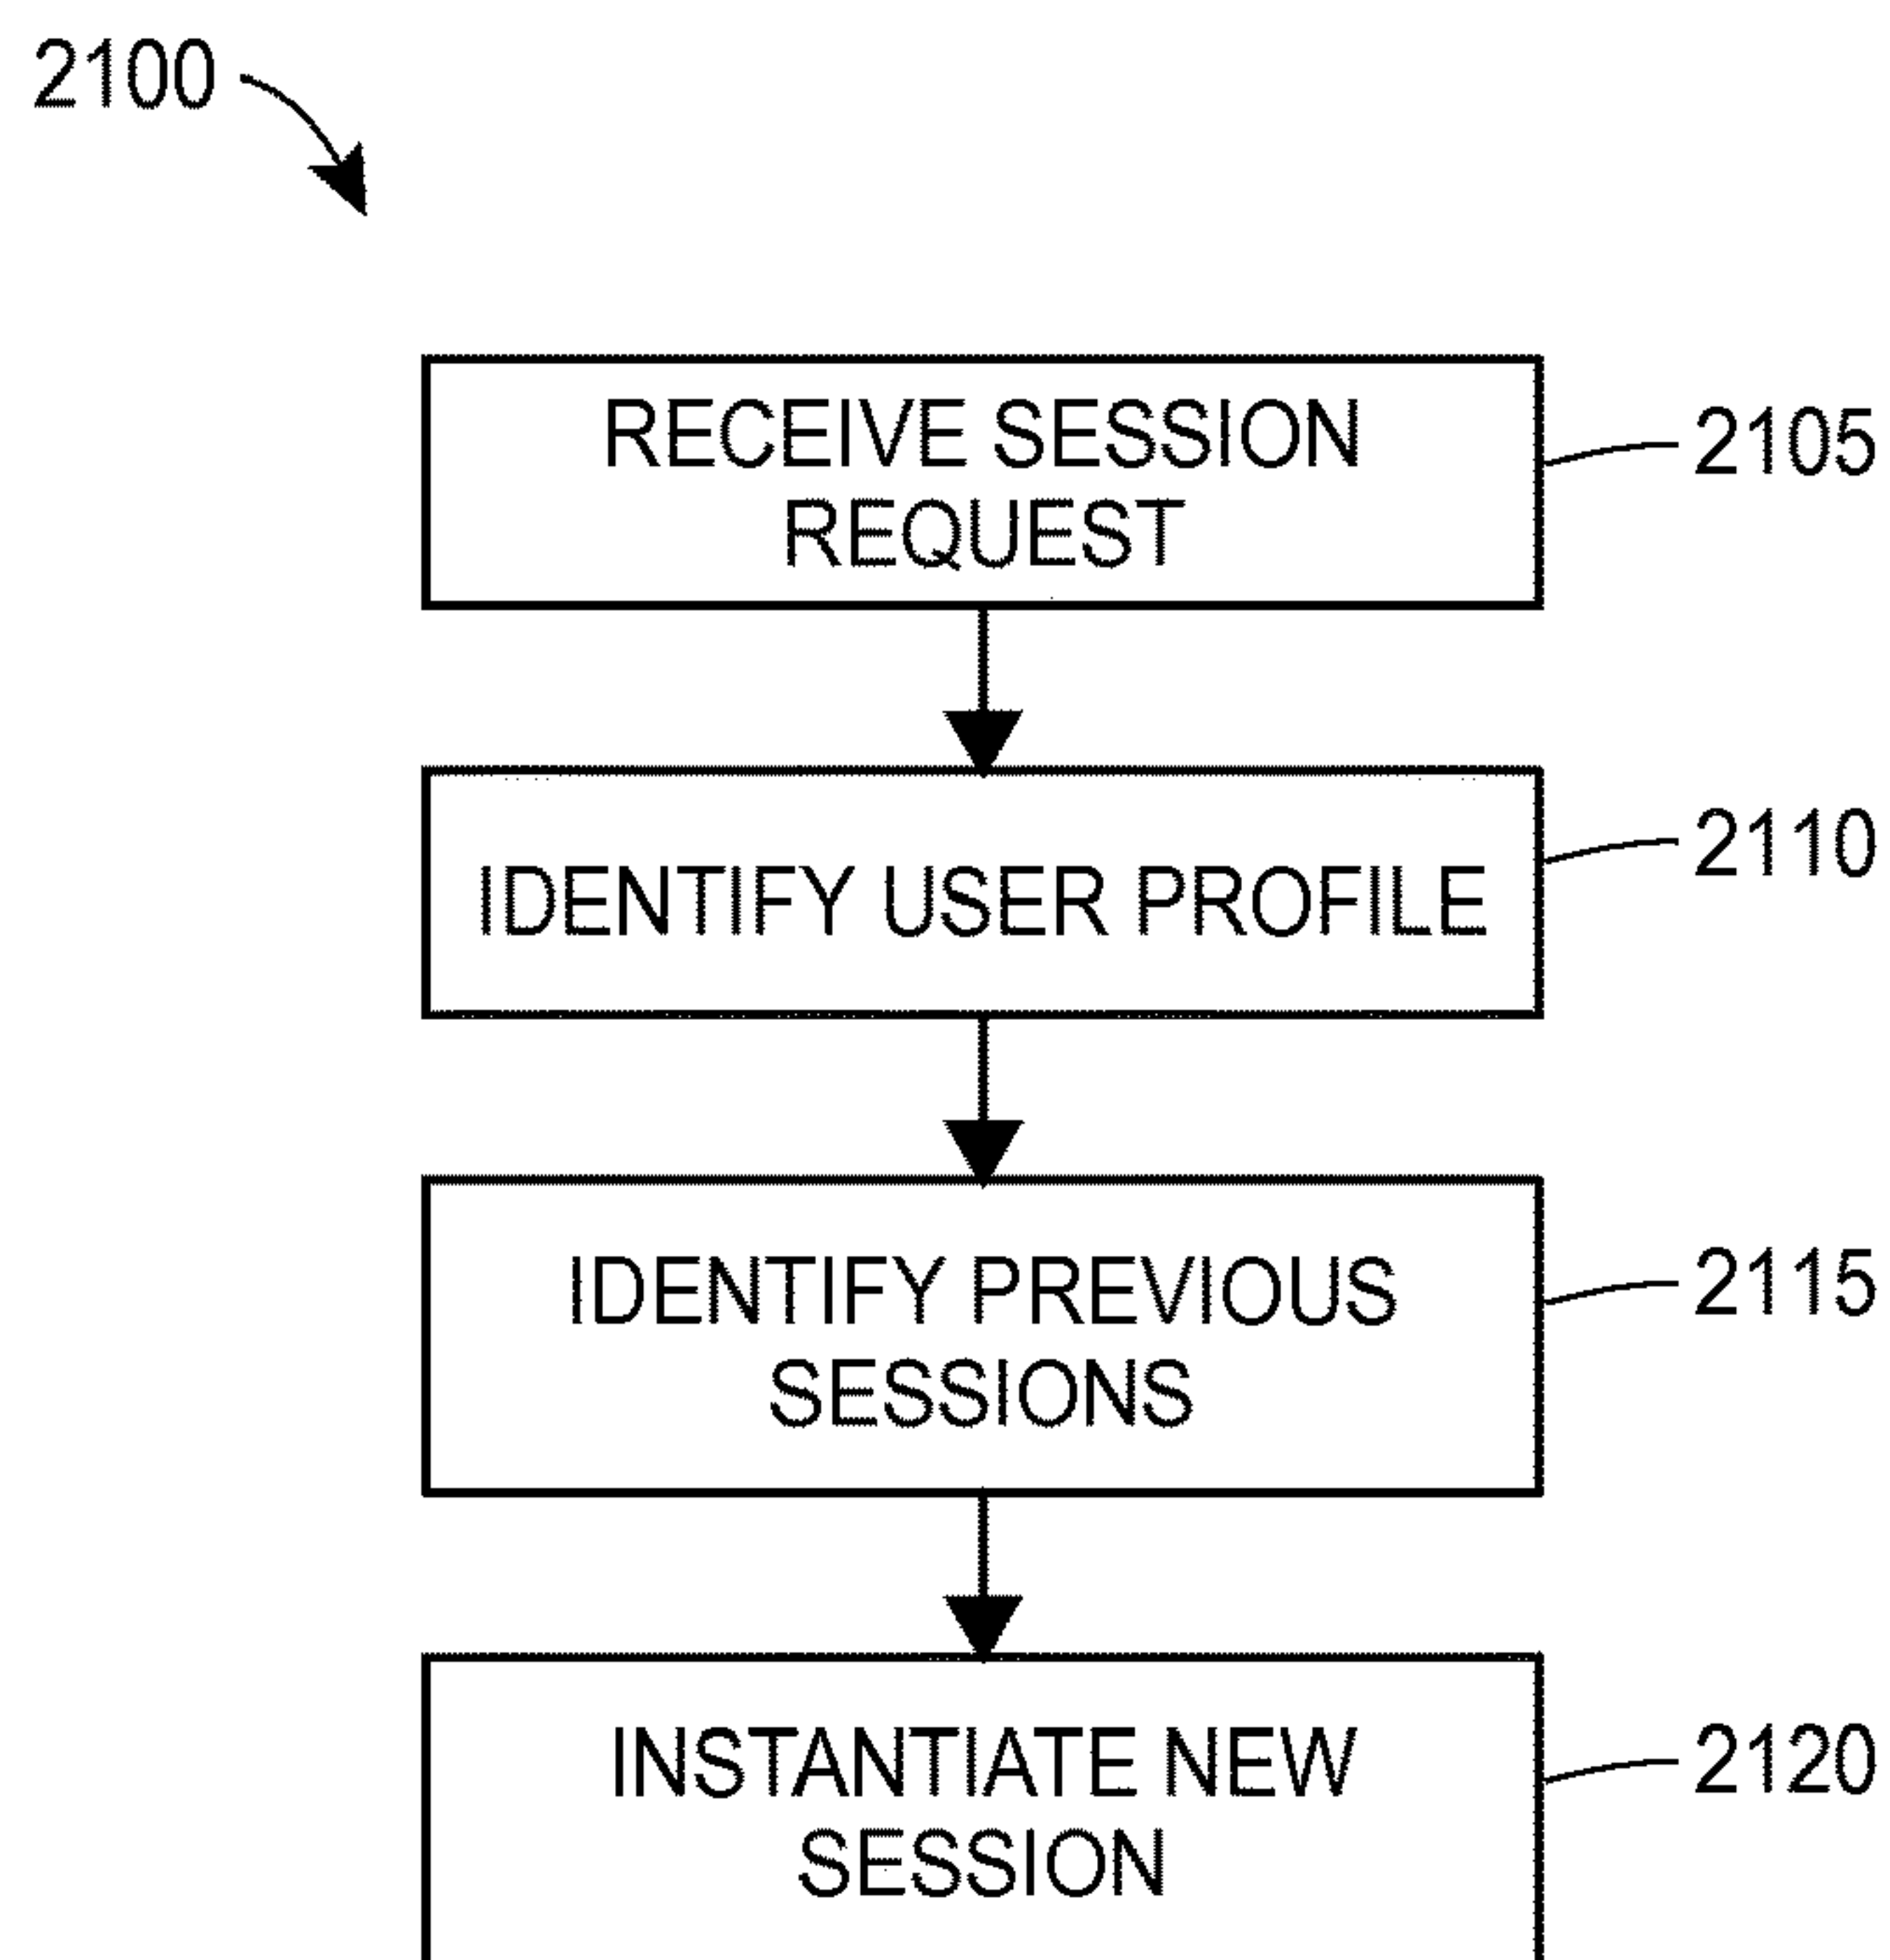 2100
RECEIVE SESSION
REQUEST
2105
IDENTIFY USER PROFILE
2110
IDENTIFY PREVIOUS
SESSIONS
2115
INSTANTIATE NEW
SESSION
2120